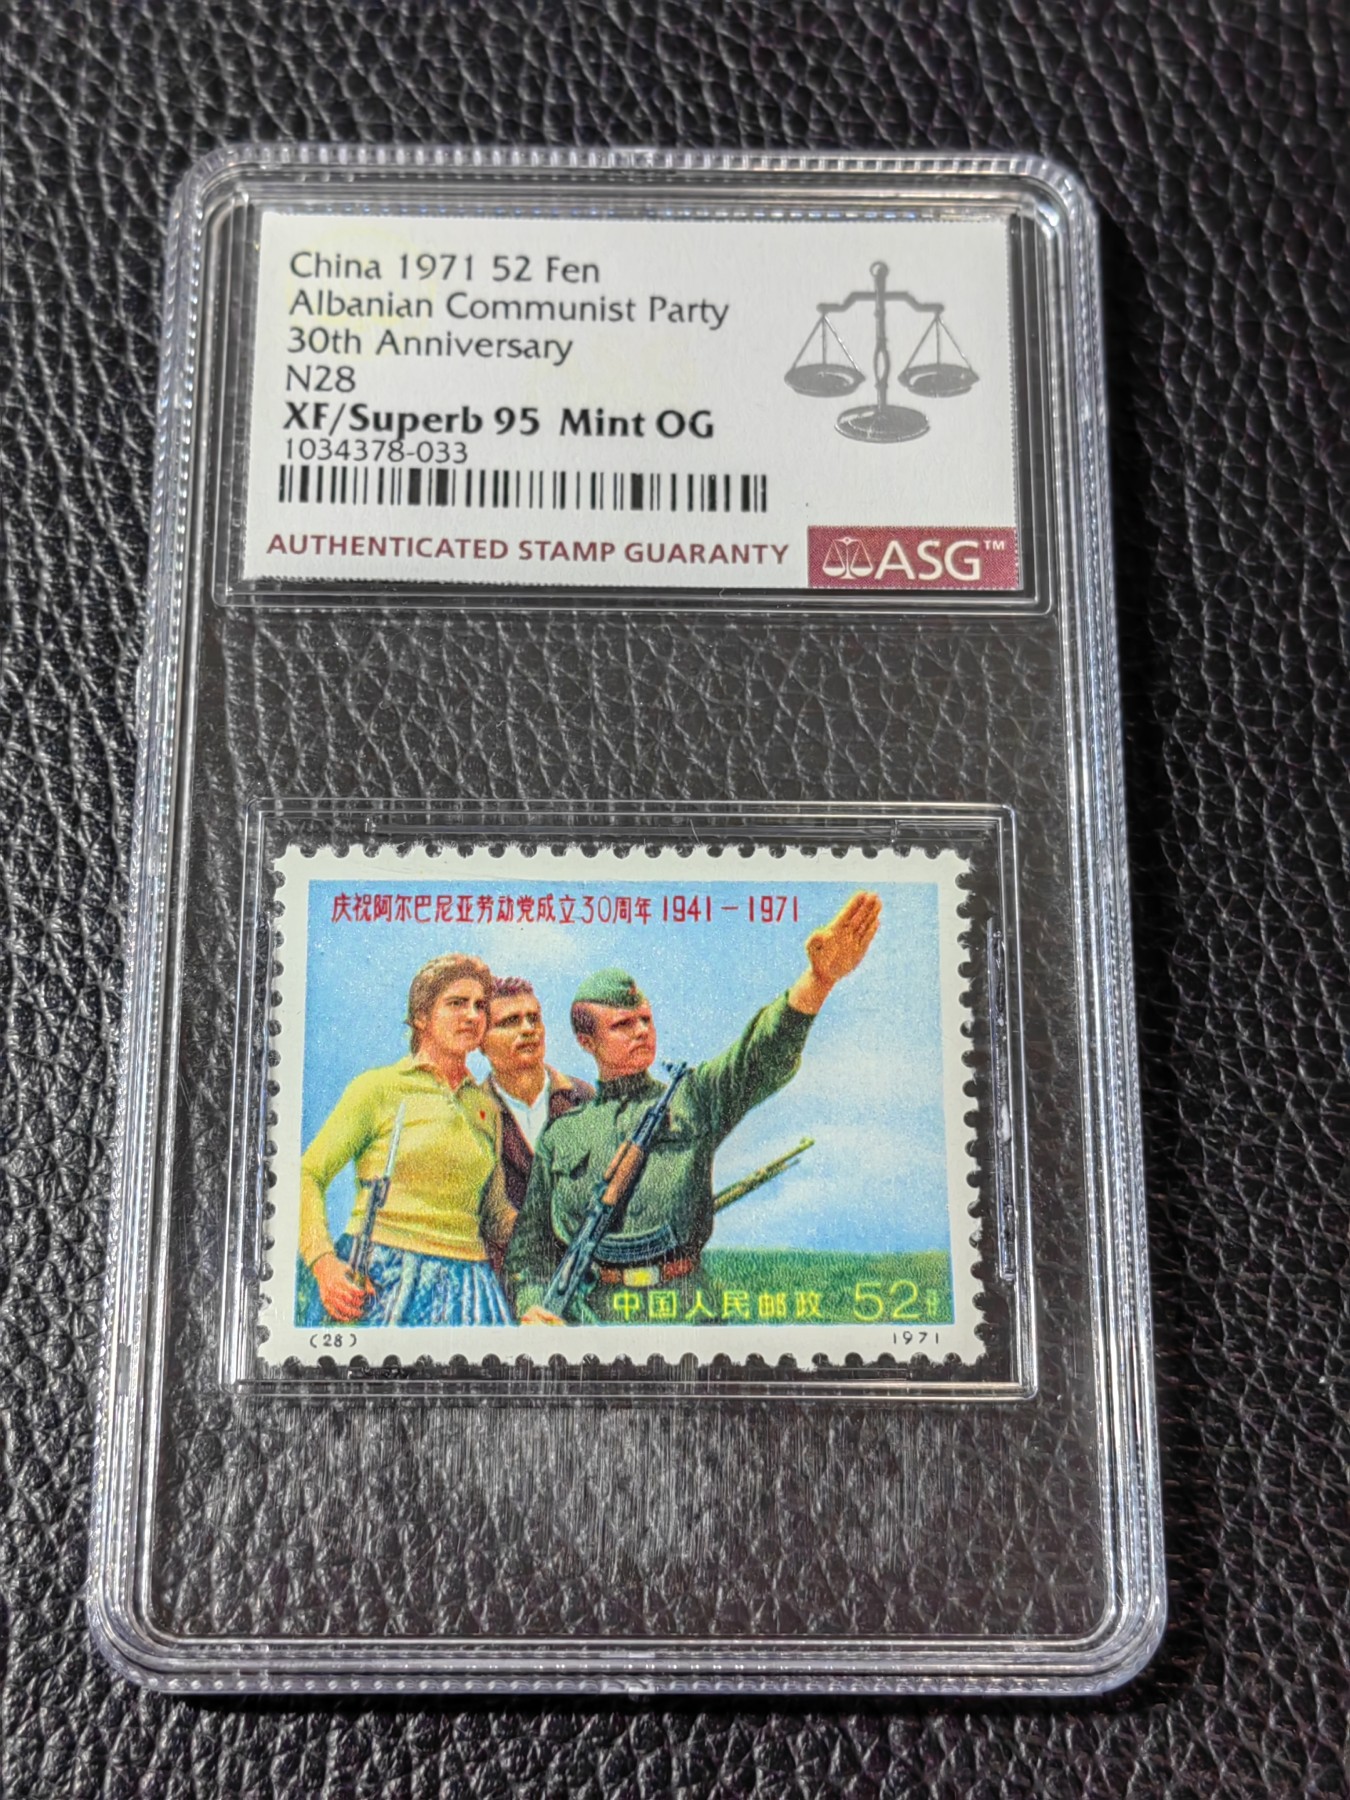 China 1971 52 Fen
Albanian Communist Party
30th Anniversary
N28
XF/Superb 95 Mint OG
1034378-033
AUTHENTICATED STAMP GUARANTY
ASG™
庆祝阿尔巴尼亚劳动党成立30周年 1941-1971
中国人民邮政 52分
(28)
1971